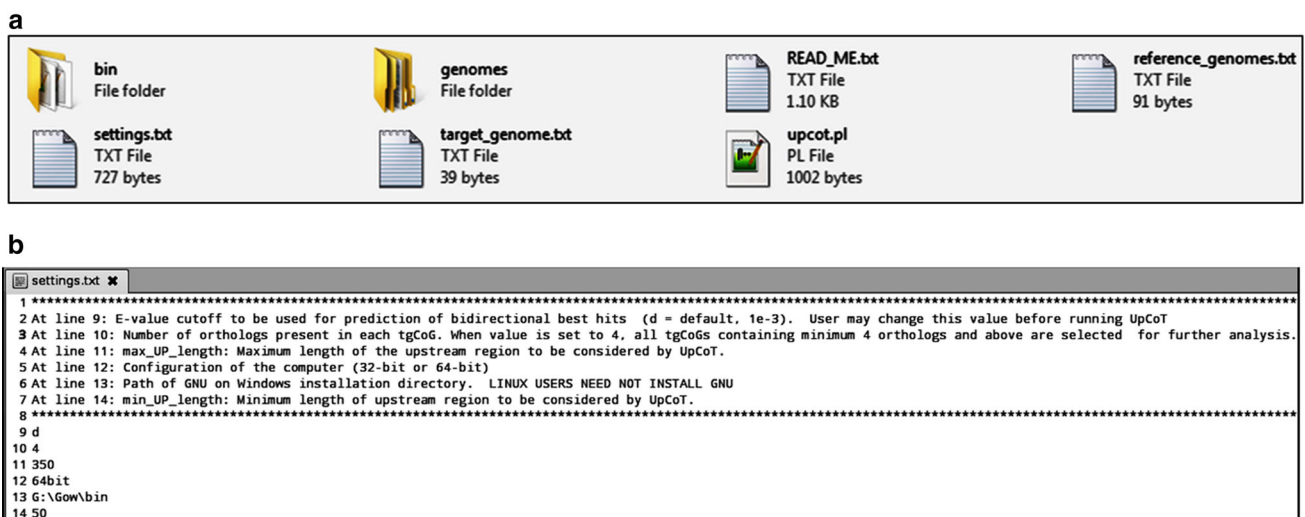 a
bin
File folder
genomes
File folder
READ_ME.txt
TXT File
1.10 KB
reference_genomes.txt
TXT File
91 bytes
settings.txt
TXT File
727 bytes
target_genome.txt
TXT File
39 bytes
upcot.pl
PL File
1002 bytes
b
settings.txt ✖
1 ****************************************************************************************************************************************************************
2 At line 9: E-value cutoff to be used for prediction of bidirectional best hits (d = default, 1e-3). User may change this value before running UpCoT
3 At line 10: Number of orthologs present in each tgCoG. When value is set to 4, all tgCoGs containing minimum 4 orthologs and above are selected for further analysis.
4 At line 11: max_UP_length: Maximum length of the upstream region to be considered by UpCoT.
5 At line 12: Configuration of the computer (32-bit or 64-bit)
6 At line 13: Path of GNU on Windows installation directory. LINUX USERS NEED NOT INSTALL GNU
7 At line 14: min_UP_length: Minimum length of upstream region to be considered by UpCoT.
8 ****************************************************************************************************************************************************************
9 d
10 4
11 350
12 64bit
13 G:\Gow\bin
14 50